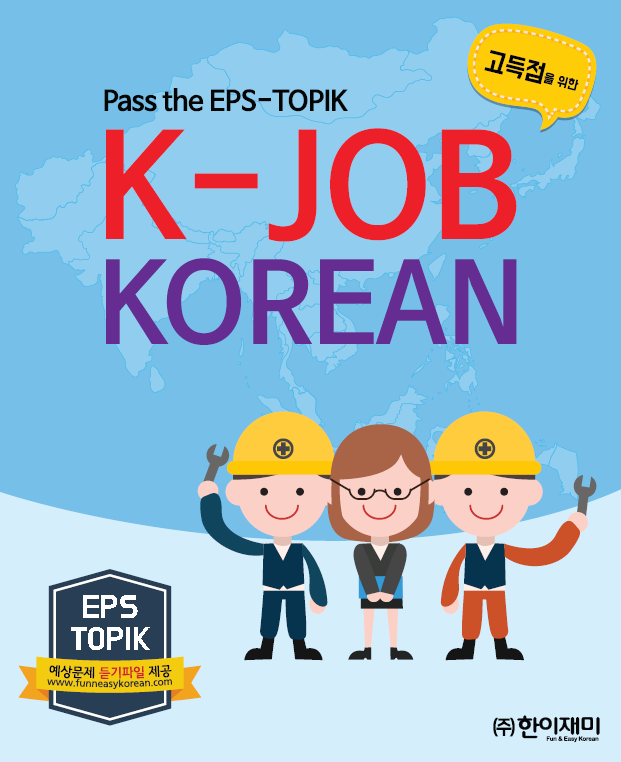 고득점을 위한
Pass the EPS-TOPIK
K-JOB
KOREAN
EPS
TOPIK
예상문제 듣기파일 제공
www.funneasykorean.com
(주)한이재미
Fun & Easy Korean